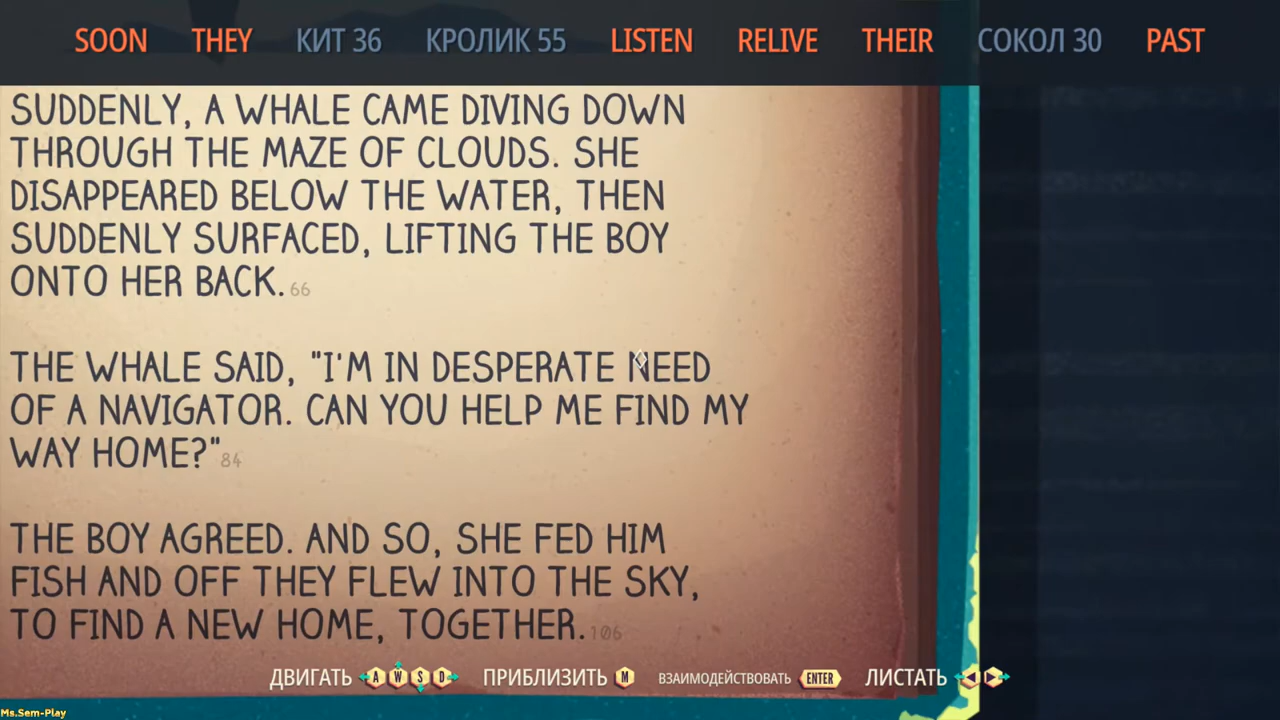 SOON THEY КИТ 36 КРОЛИК 55 LISTEN RELIVE THEIR СОКОЛ 30 PAST
SUDDENLY, A WHALE CAME DIVING DOWN
THROUGH THE MAZE OF CLOUDS. SHE
DISAPPEARED BELOW THE WATER, THEN
SUDDENLY SURFACED, LIFTING THE BOY
ONTO HER BACK. 66
THE WHALE SAID, "I'M IN DESPERATE NEED
OF A NAVIGATOR. CAN YOU HELP ME FIND MY
WAY HOME?" 84
THE BOY AGREED. AND SO, SHE FED HIM
FISH AND OFF THEY FLEW INTO THE SKY,
TO FIND A NEW HOME, TOGETHER. 106
ДВИГАТЬ A W S D ПРИБЛИЗИТЬ M ВЗАИМОДЕЙСТВОВАТЬ ENTER ЛИСТАТЬ
Ms.Sem-Play